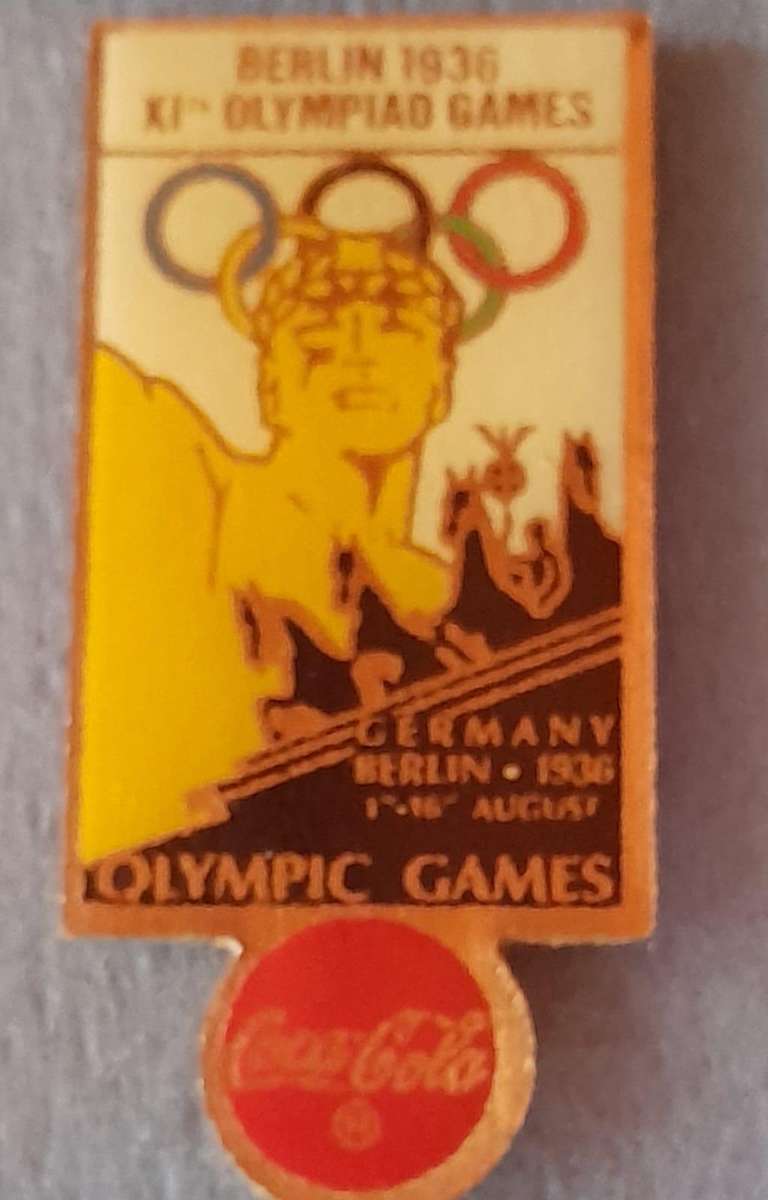 BERLIN 1936
XITH OLYMPIAD GAMES
GERMANY
BERLIN • 1936
1ST-16TH AUGUST
OLYMPIC GAMES
Coca-Cola
®